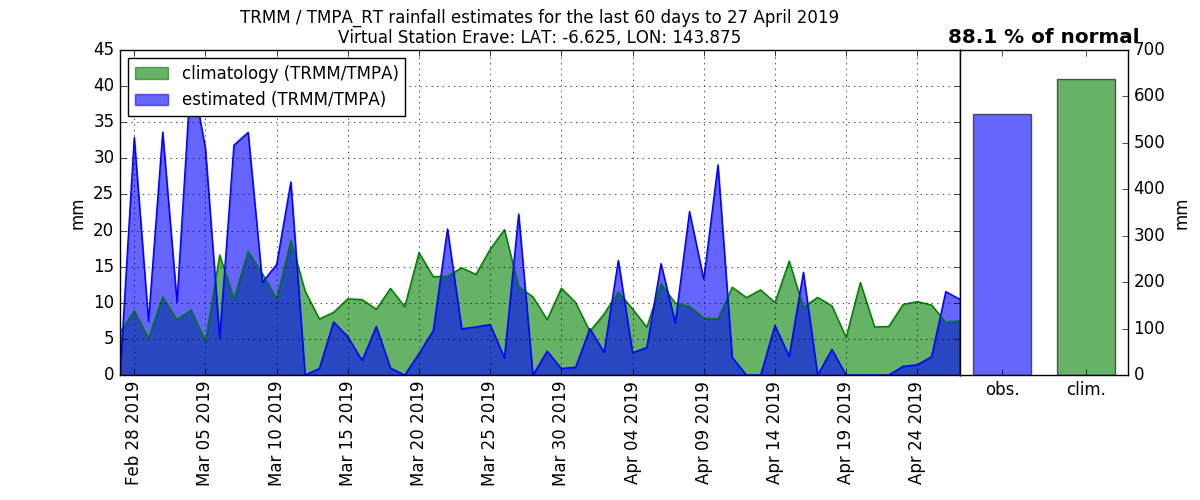 TRMM / TMPA_RT rainfall estimates for the last 60 days to 27 April 2019
Virtual Station Erave: LAT: -6.625, LON: 143.875
88.1 % of normal
climatology (TRMM/TMPA)
estimated (TRMM/TMPA)
45
40
35
30
25
20
15
10
5
0
mm
Feb 28 2019
Mar 05 2019
Mar 10 2019
Mar 15 2019
Mar 20 2019
Mar 25 2019
Mar 30 2019
Apr 04 2019
Apr 09 2019
Apr 14 2019
Apr 19 2019
Apr 24 2019
700
600
500
400
300
200
100
0
mm
obs.
clim.